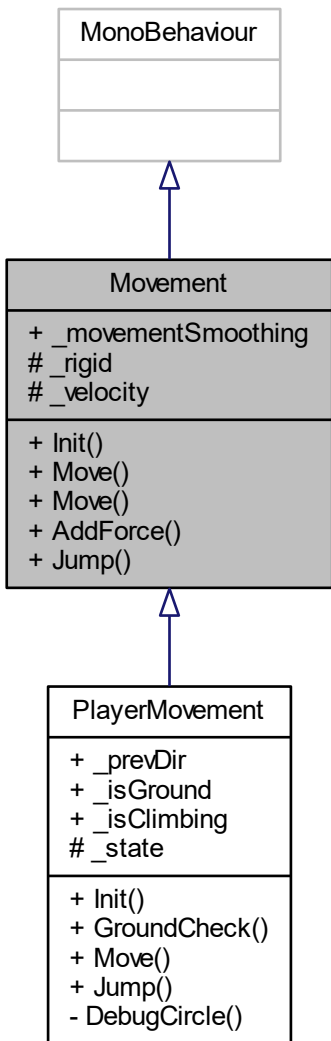 MonoBehaviour
Movement
+ _movementSmoothing
# _rigid
# _velocity
+ Init()
+ Move()
+ Move()
+ AddForce()
+ Jump()
PlayerMovement
+ _prevDir
+ _isGround
+ _isClimbing
# _state
+ Init()
+ GroundCheck()
+ Move()
+ Jump()
- DebugCircle()